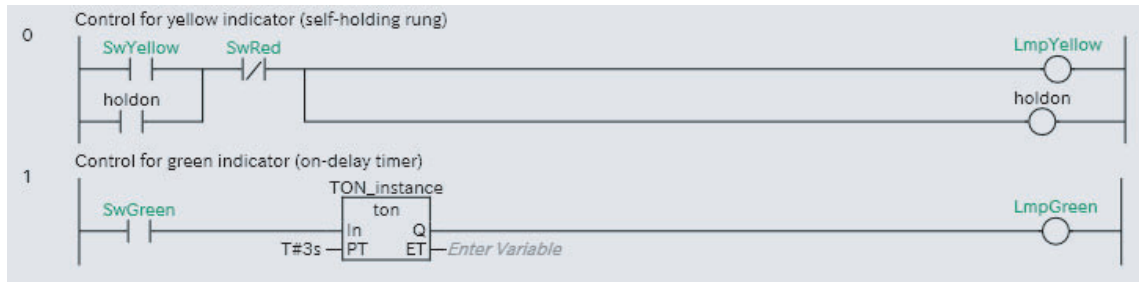 Control for yellow indicator (self-holding rung)
0
SwYellow SwRed LmpYellow
holdon holdon
Control for green indicator (on-delay timer)
1
TON_instance
SwGreen ton LmpGreen
In Q
T#3s PT ET Enter Variable